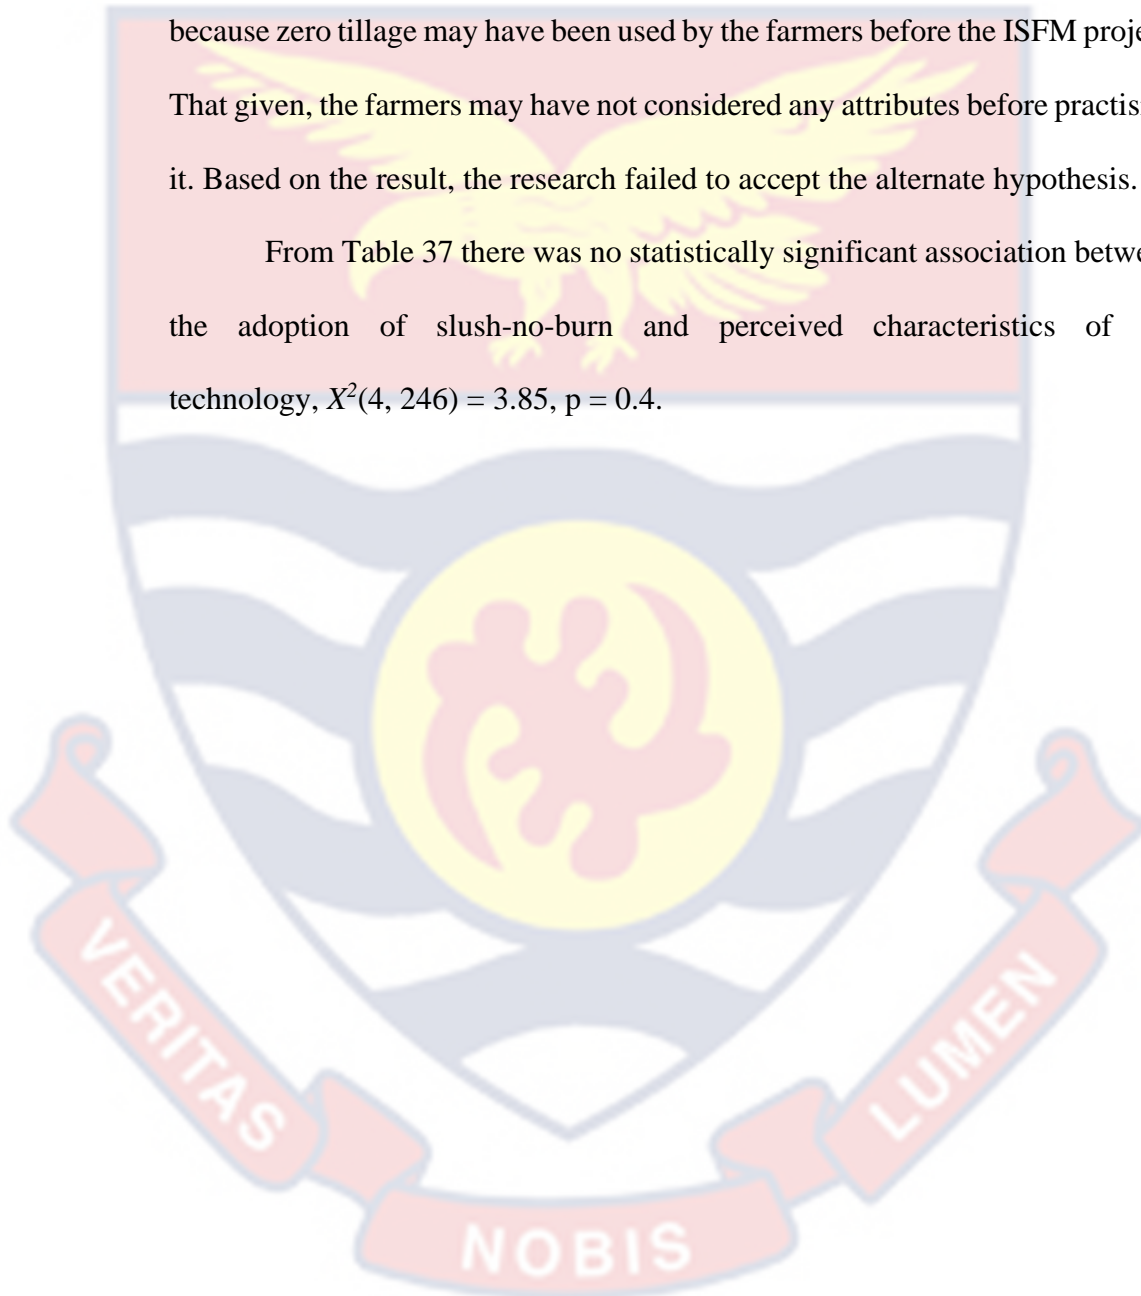 because zero tillage may have been used by the farmers before the ISFM proje
That given, the farmers may have not considered any attributes before practis
it. Based on the result, the research failed to accept the alternate hypothesis.
From Table 37 there was no statistically significant association betwe
the adoption of slush-no-burn and perceived characteristics of
technology, X²(4, 246) = 3.85, p = 0.4.
VERITAS
NOBIS
LUMEN